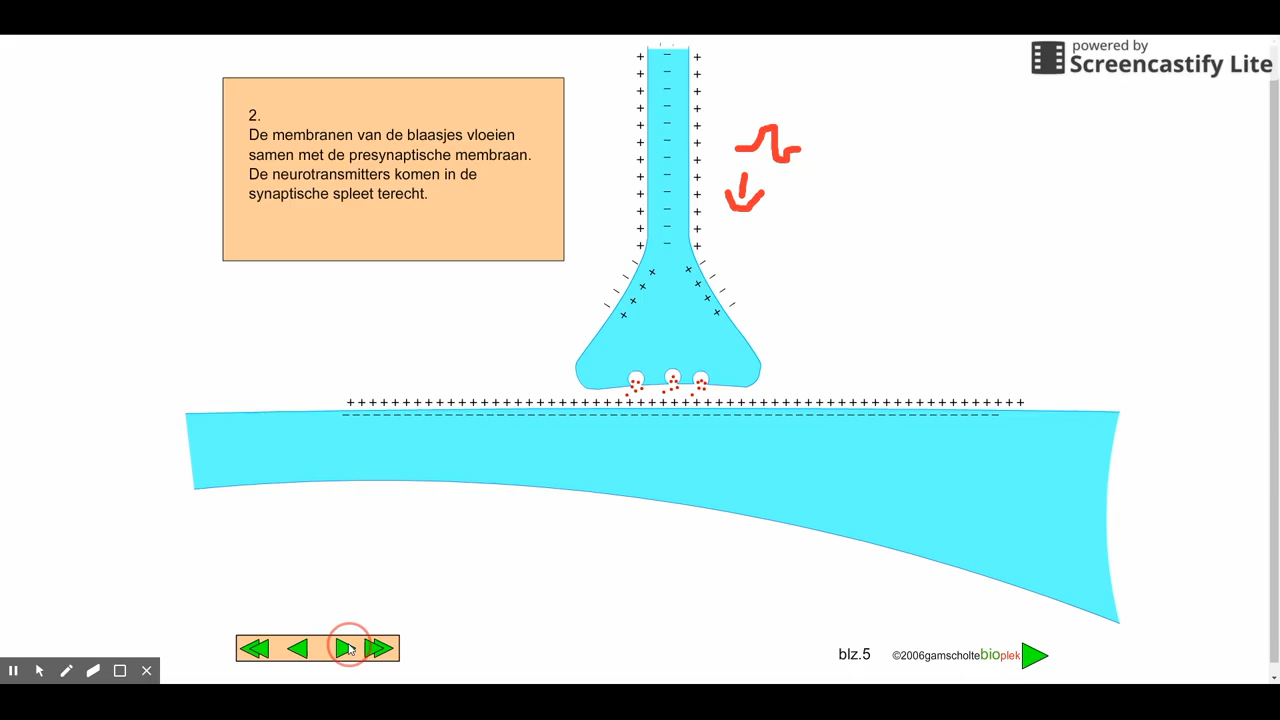 powered by
Screencastify Lite
2.
De membranen van de blaasjes vloeien
samen met de presynaptische membraan.
De neurotransmitters komen in de
synaptische spleet terecht.
blz.5 ©2006gamscholtebioplek